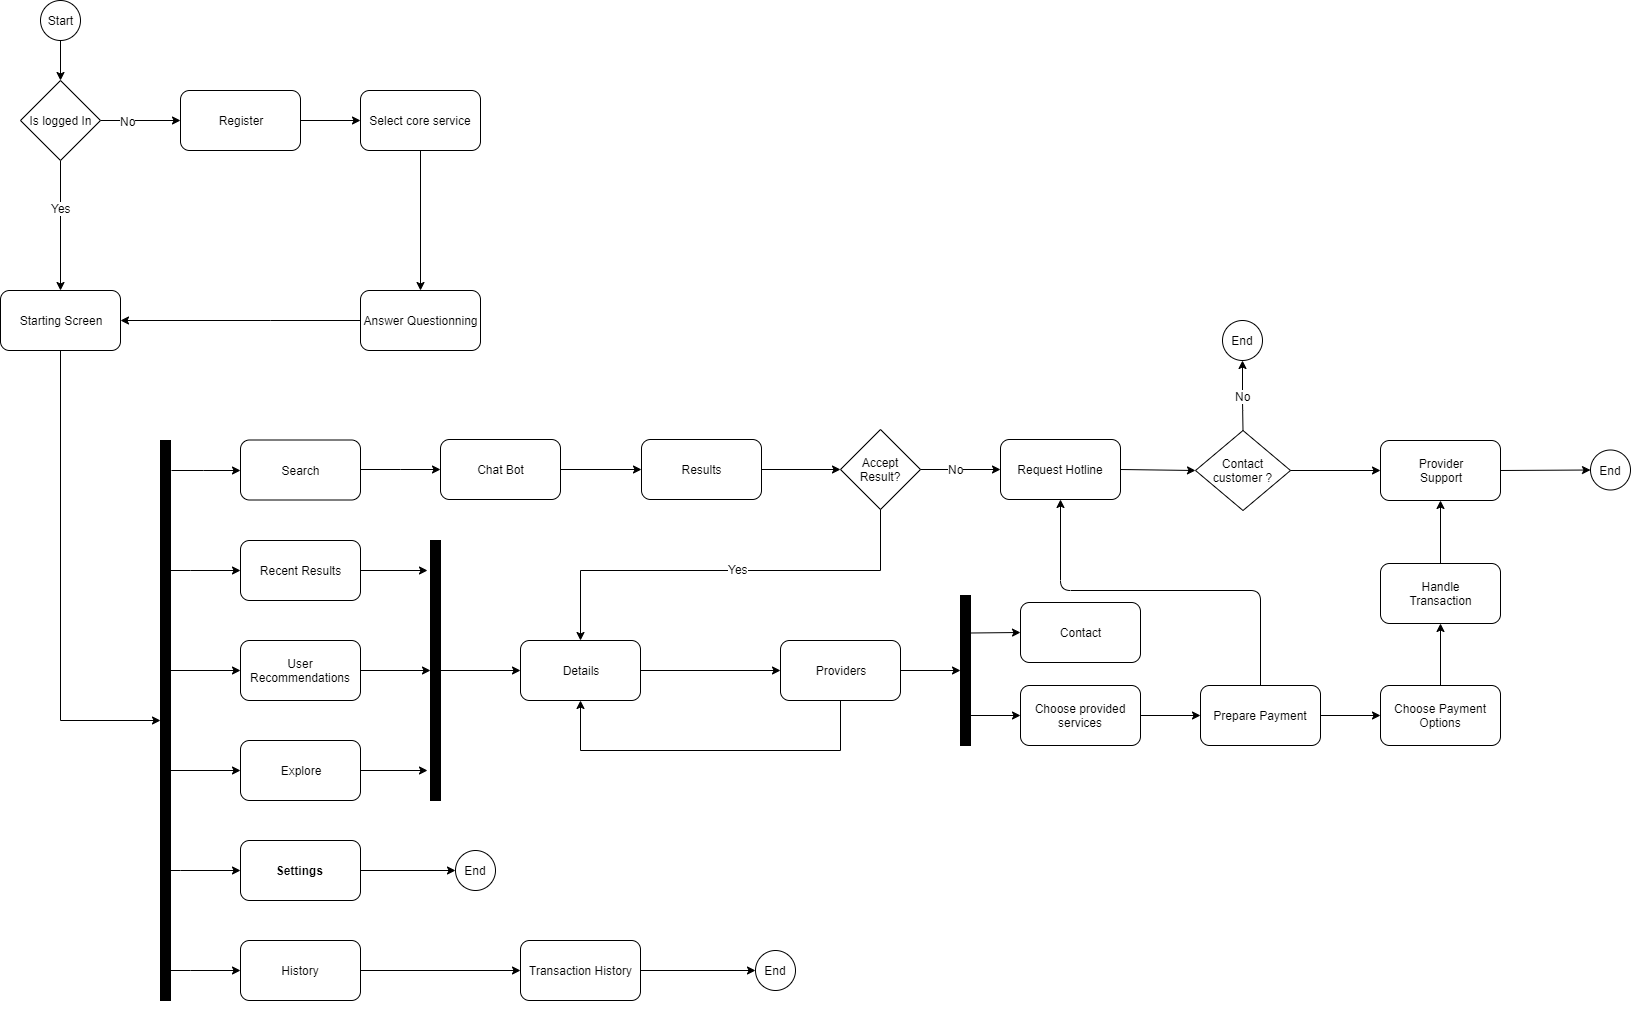 Start
Is logged In
No
Register
Select core service
Yes
Starting Screen
Answer Questionning
End
No
Search
Chat Bot
Results
Accept
Result?
No
Request Hotline
Contact
customer ?
Provider
Support
End
Recent Results
Yes
Handle
Transaction
User
Recommendations
Details
Providers
Contact
Choose provided
services
Prepare Payment
Choose Payment
Options
Explore
Settings
End
History
Transaction History
End